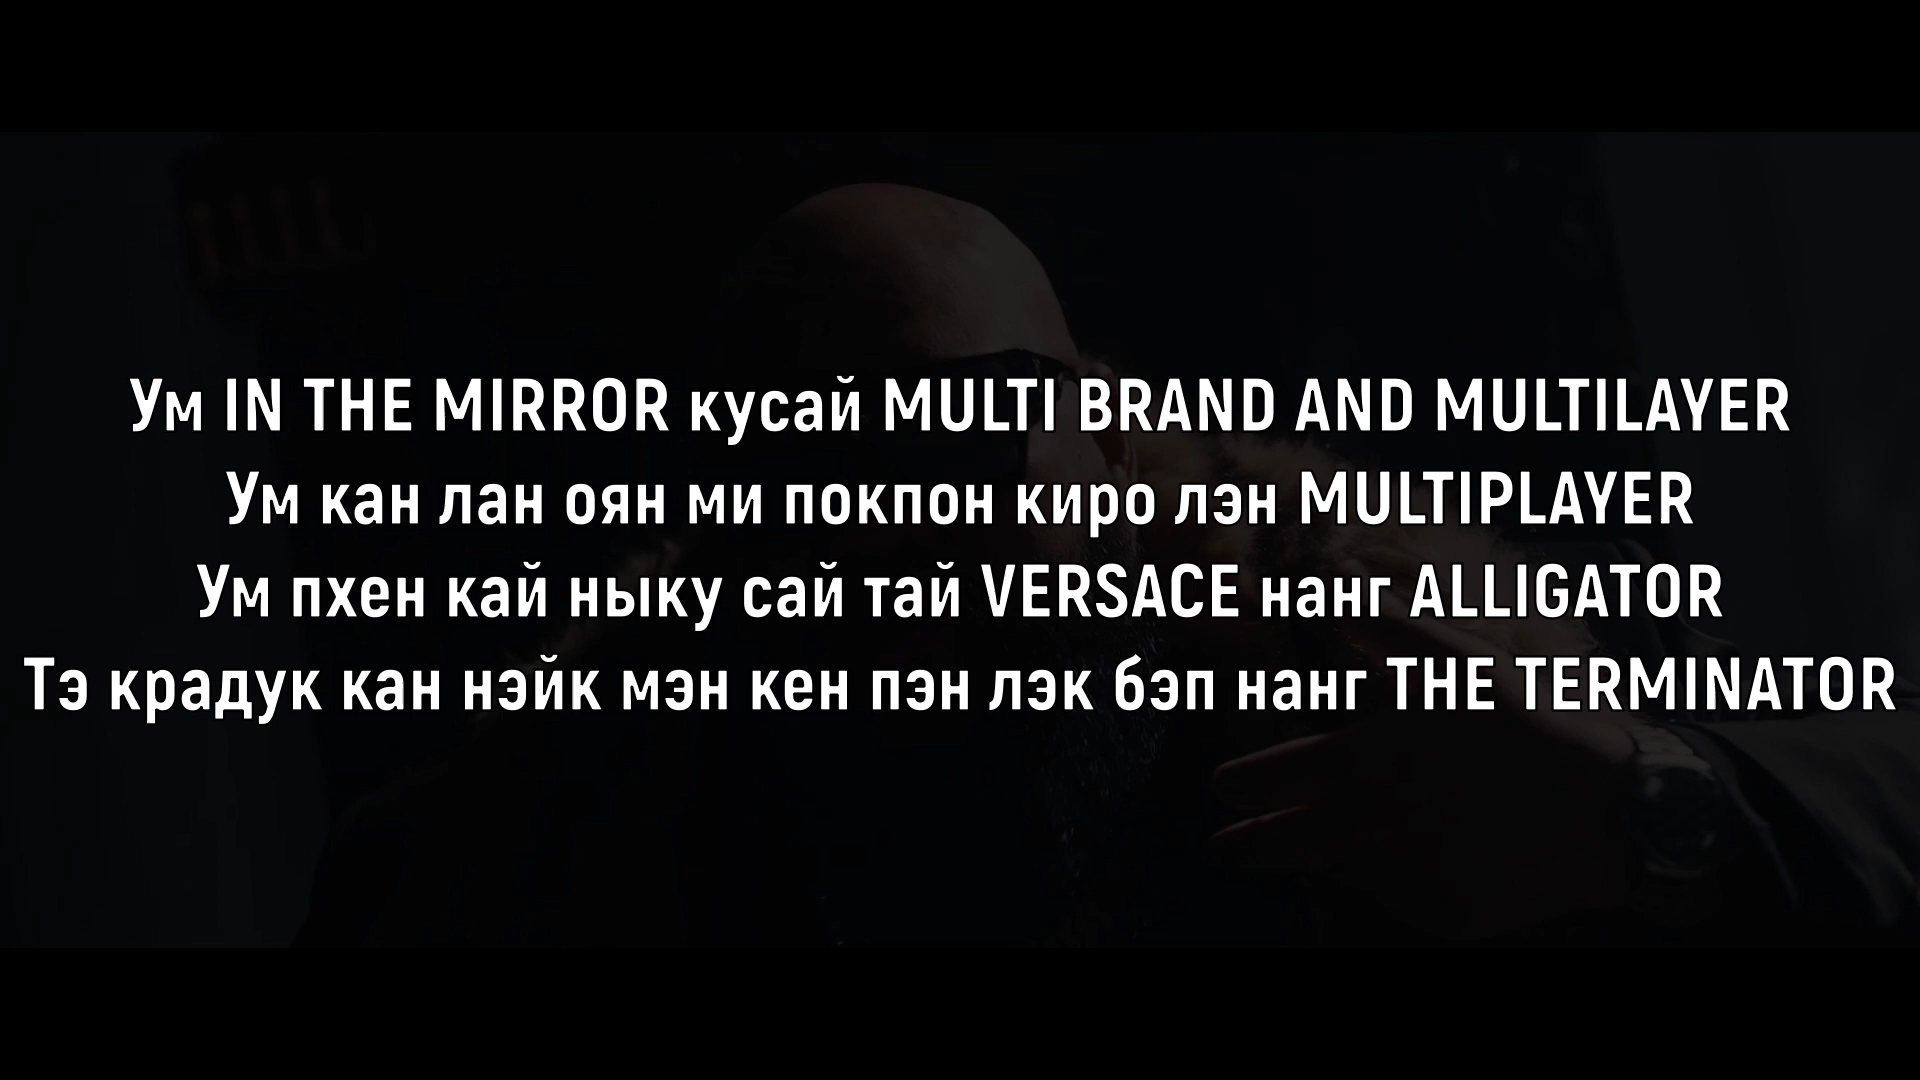 Ум IN THE MIRROR кусай MULTI BRAND AND MULTILAYER
Ум кан лан оян ми покпон киро лэн MULTIPLAYER
Ум пхен кай ныку сай тай VERSACE нанг ALLIGATOR
Тэ крадук кан нэйк мэн кен пэн лэк бэп нанг THE TERMINATOR